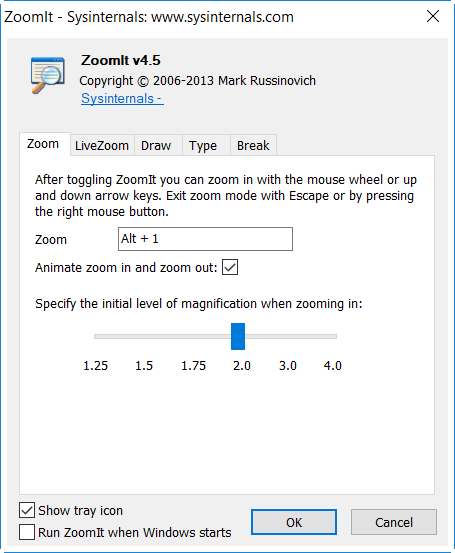 ZoomIt - Sysinternals: www.sysinternals.com
ZoomIt v4.5
Copyright © 2006-2013 Mark Russinovich
Sysinternals -
Zoom LiveZoom Draw Type Break
After toggling ZoomIt you can zoom in with the mouse wheel or up
and down arrow keys. Exit zoom mode with Escape or by pressing
the right mouse button.
Zoom Alt + 1
Animate zoom in and zoom out:
Specify the initial level of magnification when zooming in:
1.25 1.5 1.75 2.0 3.0 4.0
Show tray icon
Run ZoomIt when Windows starts
OK Cancel